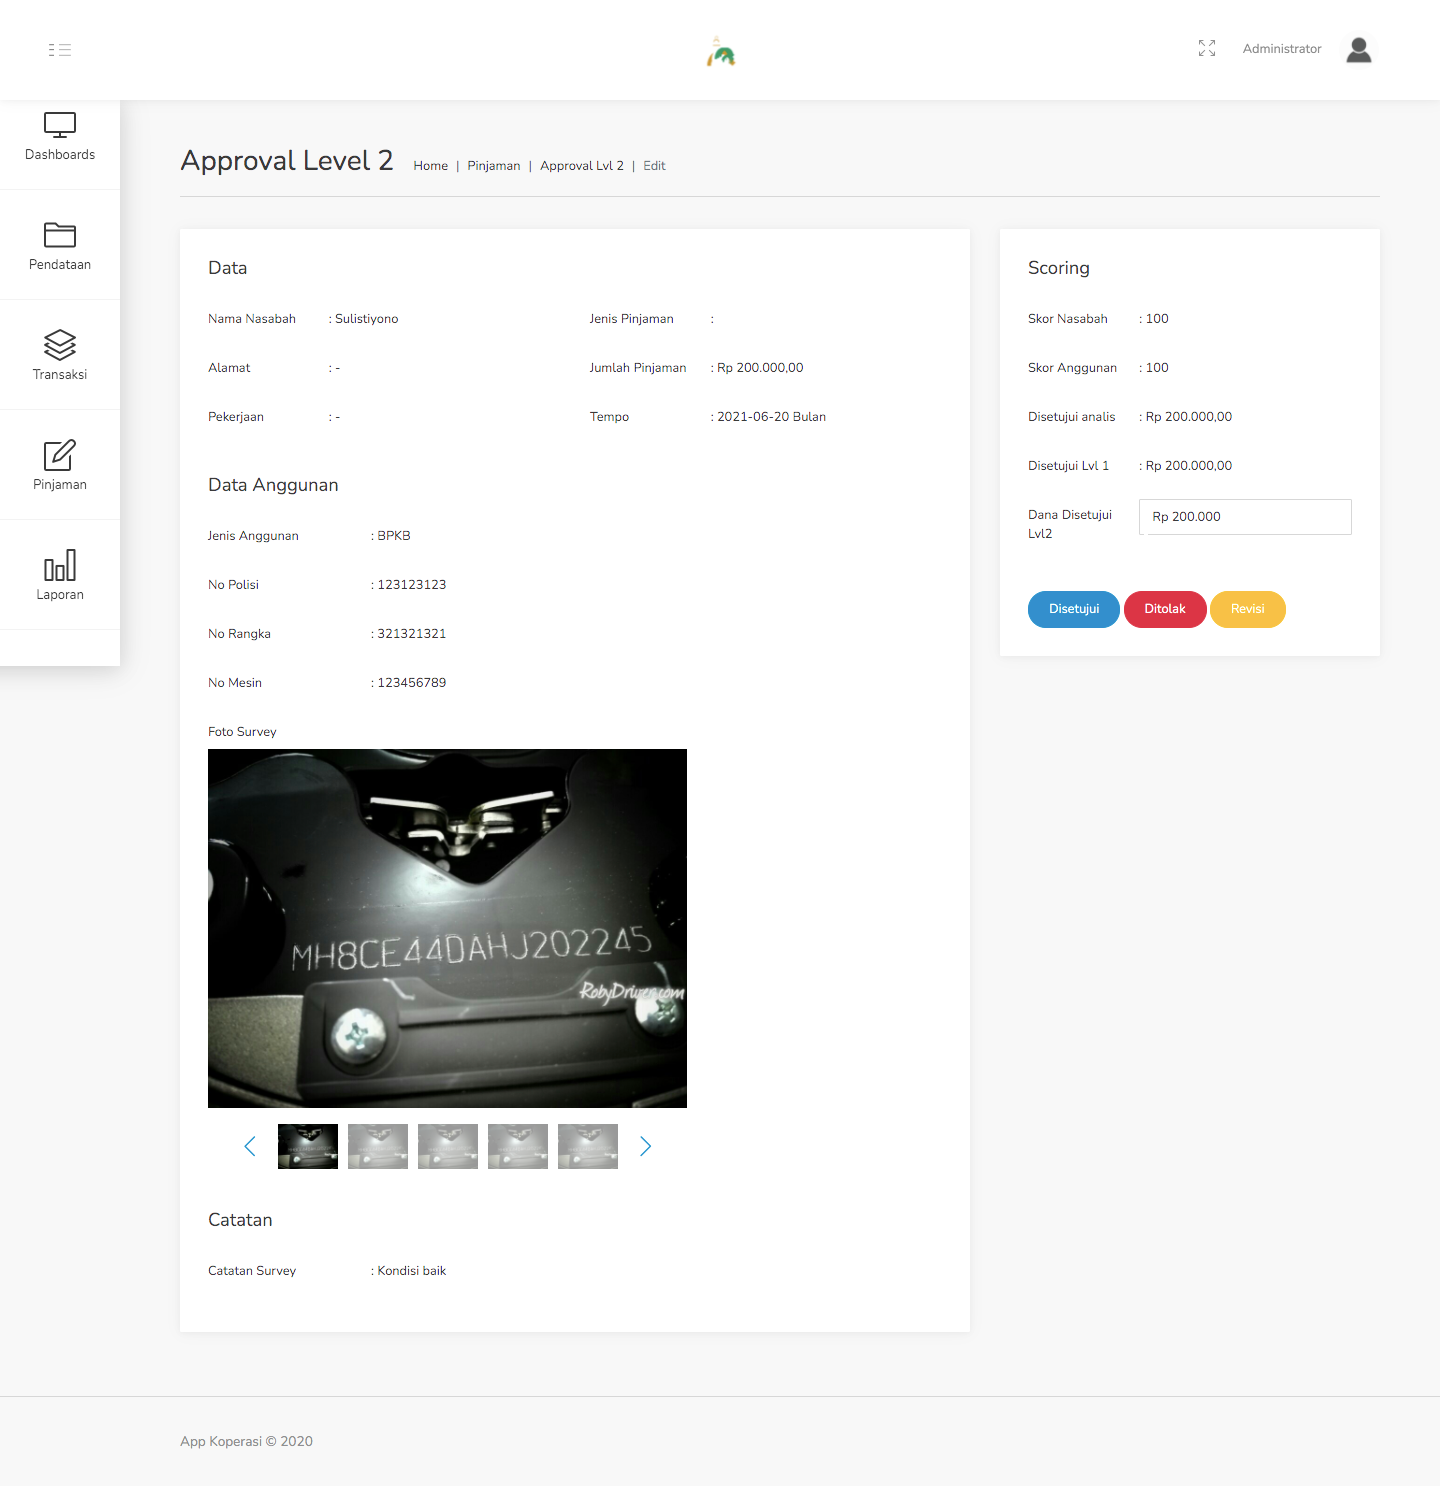 Administrator
Dashboards
Pendataan
Transaksi
Pinjaman
Laporan
Approval Level 2 Home | Pinjaman | Approval Lvl 2 | Edit
Data
Nama Nasabah : Sulistiyono Jenis Pinjaman :
Alamat : - Jumlah Pinjaman : Rp 200.000,00
Pekerjaan : - Tempo : 2021-06-20 Bulan
Data Anggunan
Jenis Anggunan : BPKB
No Polisi : 123123123
No Rangka : 321321321
No Mesin : 123456789
Foto Survey
MH8CE44DAHJ202245
RobyDriver.com
Catatan
Catatan Survey : Kondisi baik
Scoring
Skor Nasabah : 100
Skor Anggunan : 100
Disetujui analis : Rp 200.000,00
Disetujui Lvl 1 : Rp 200.000,00
Dana Disetujui Rp 200.000
Lvl2
Disetujui Ditolak Revisi
App Koperasi © 2020